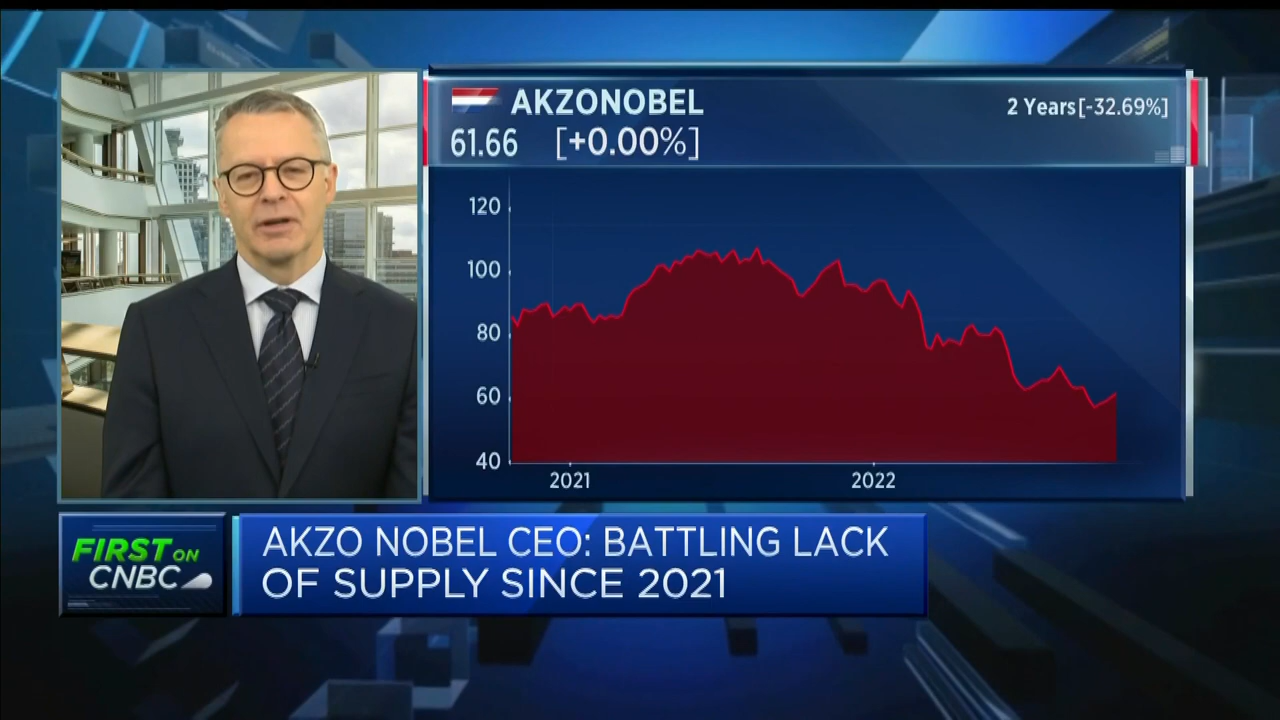 AKZONOBEL
2 Years[-32.69%]
61.66 [+0.00%]
120
100
80
60
40
2021
2022
FIRST ON
CNBC
AKZO NOBEL CEO: BATTLING LACK
OF SUPPLY SINCE 2021